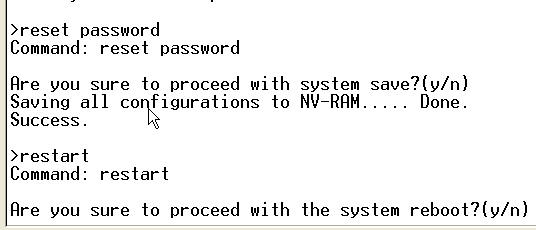 >reset password
Command: reset password
Are you sure to proceed with system save?(y/n)
Saving all configurations to NV-RAM..... Done.
Success.
>restart
Command: restart
Are you sure to proceed with the system reboot?(y/n)